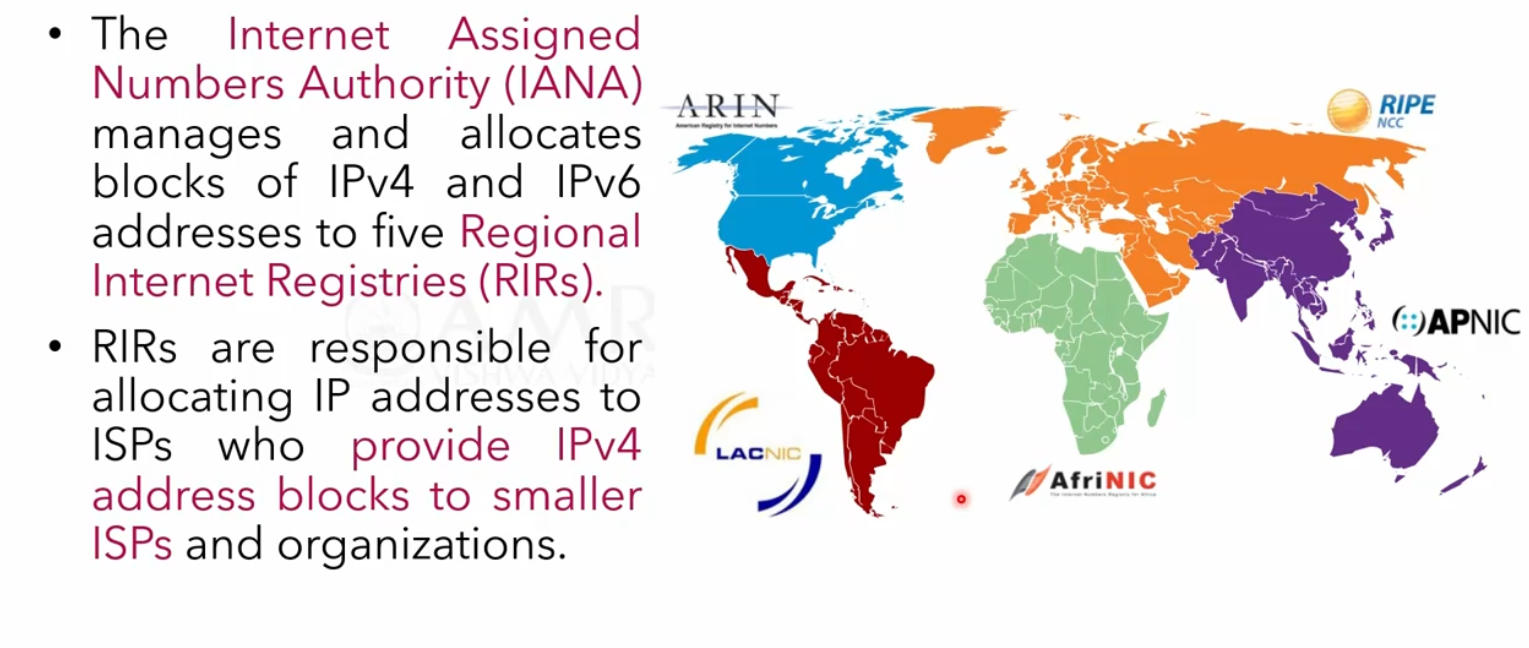 • The Internet Assigned
Numbers Authority (IANA)
manages and allocates
blocks of IPv4 and IPv6
addresses to five Regional
Internet Registries (RIRs).
• RIRs are responsible for
allocating IP addresses to
ISPs who provide IPv4
address blocks to smaller
ISPs and organizations.
ARIN
American Registry for Internet Numbers
RIPE
NCC
APNIC
LACNIC
AfriNIC
The Internet Numbers Registry for Africa